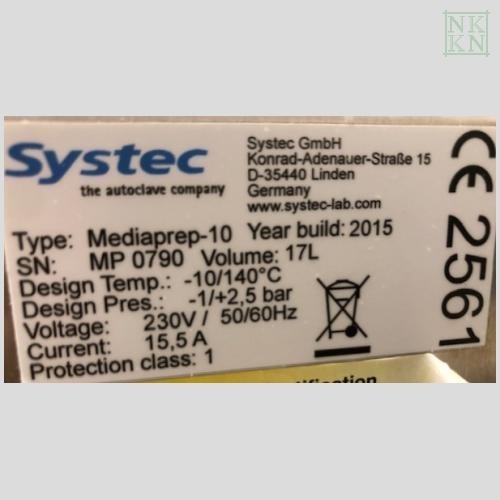 NK
KN
Systec
the autoclave company
Systec GmbH
Konrad-Adenauer-Straße 15
D-35440 Linden
Germany
www.systec-lab.com
Type: Mediaprep-10 Year build: 2015
SN: MP 0790 Volume: 17L
Design Temp.: -10/140°C
Design Pres.: -1/+2,5 bar
Voltage: 230V / 50/60Hz
Current: 15,5 A
Protection class: 1
CE 2561